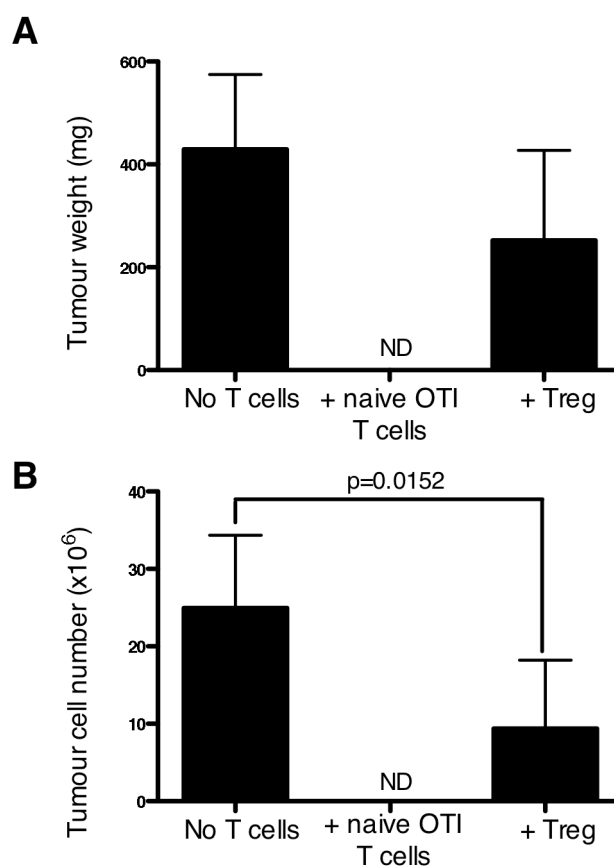 A
Tumour weight (mg)
600
400
200
0
ND
No T cells
+ naive OTI
T cells
+ Treg
B
p=0.0152
Tumour cell number (x10⁶)
40
30
20
10
0
ND
No T cells
+ naive OTI
T cells
+ Treg